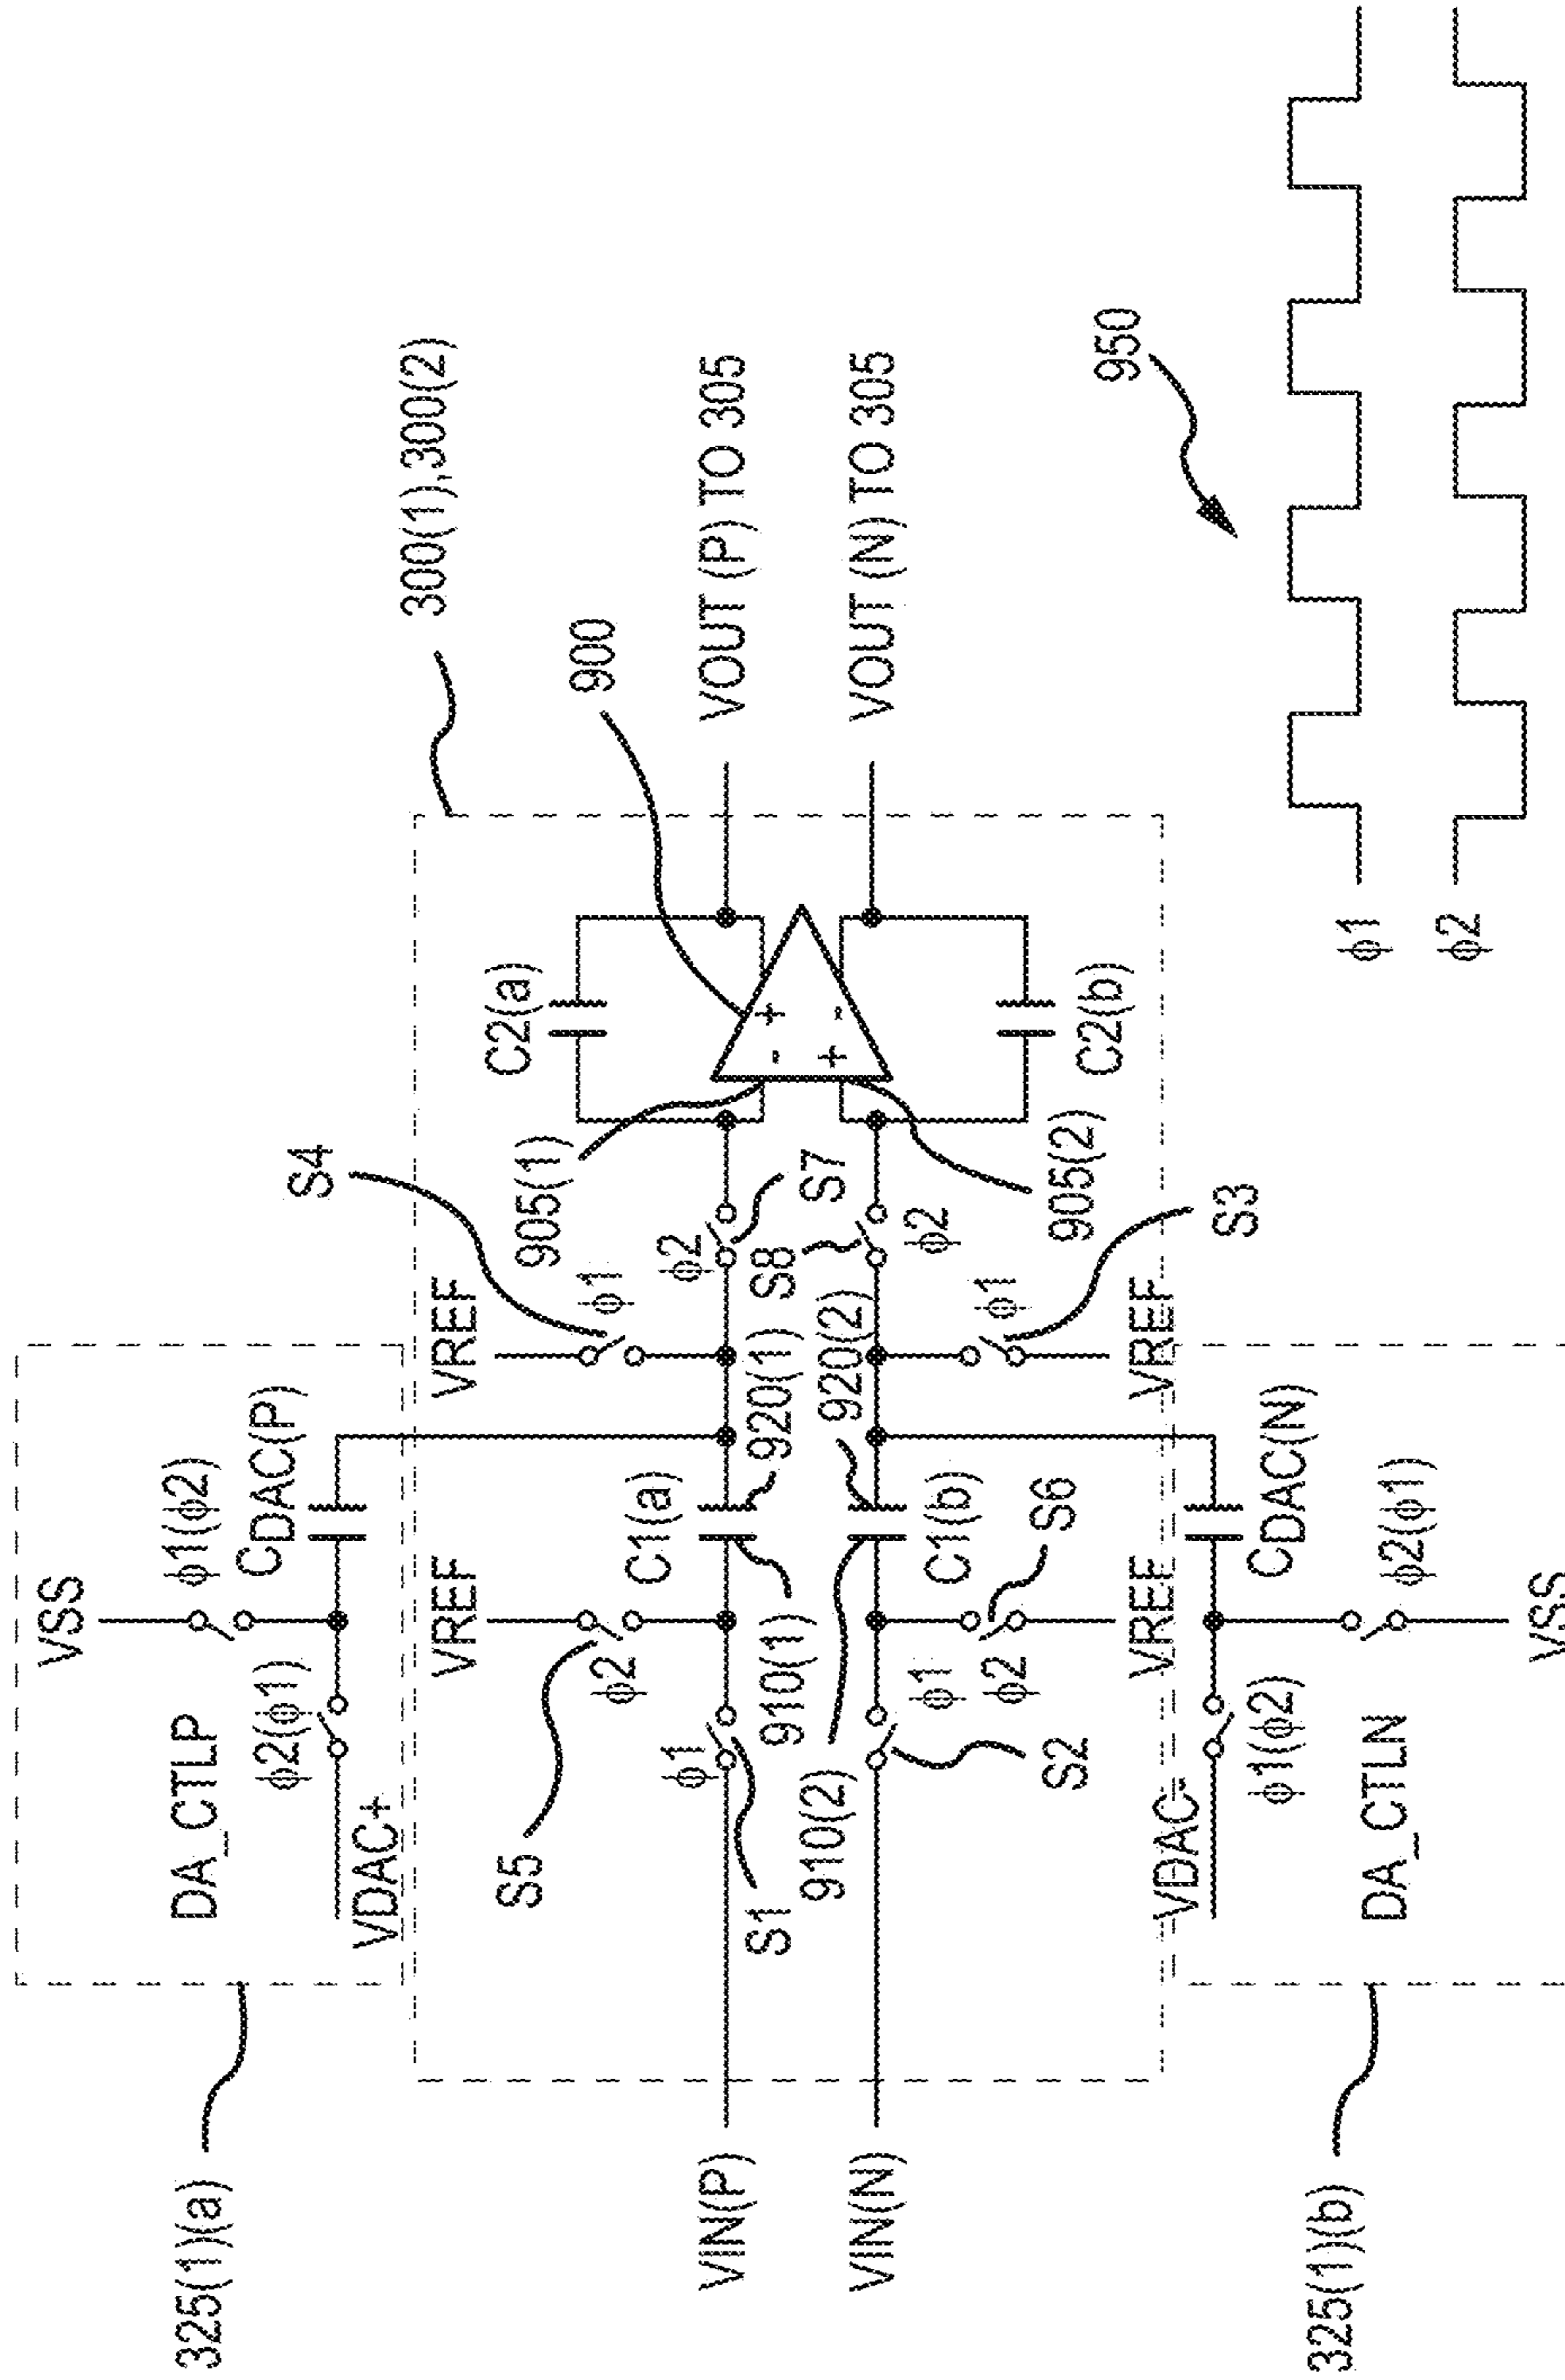 325(1)(a)
VSS
DA_CTLP
ϕ1(ϕ2)
ϕ2(ϕ1)
CDAC(P)
VDAC+
300(1),300(2)
VREF
VREF
S4
S5
ϕ2
ϕ1
C2(a)
905(1)
900
C1(a)
ϕ2
S7
VIN(P)
ϕ1
S1
910(1)
920(1)
VOUT (P) TO 305
S8
VIN(N)
910(2)
920(2)
VOUT (N) TO 305
+
-
-
+
C1(b)
ϕ2
ϕ1
S2
S6
ϕ2
ϕ1
905(2)
C2(b)
VREF
VREF
S3
VDAC-
CDAC(N)
ϕ1(ϕ2)
ϕ2(ϕ1)
DA_CTLN
VSS
325(1)(b)
950
ϕ1
ϕ2